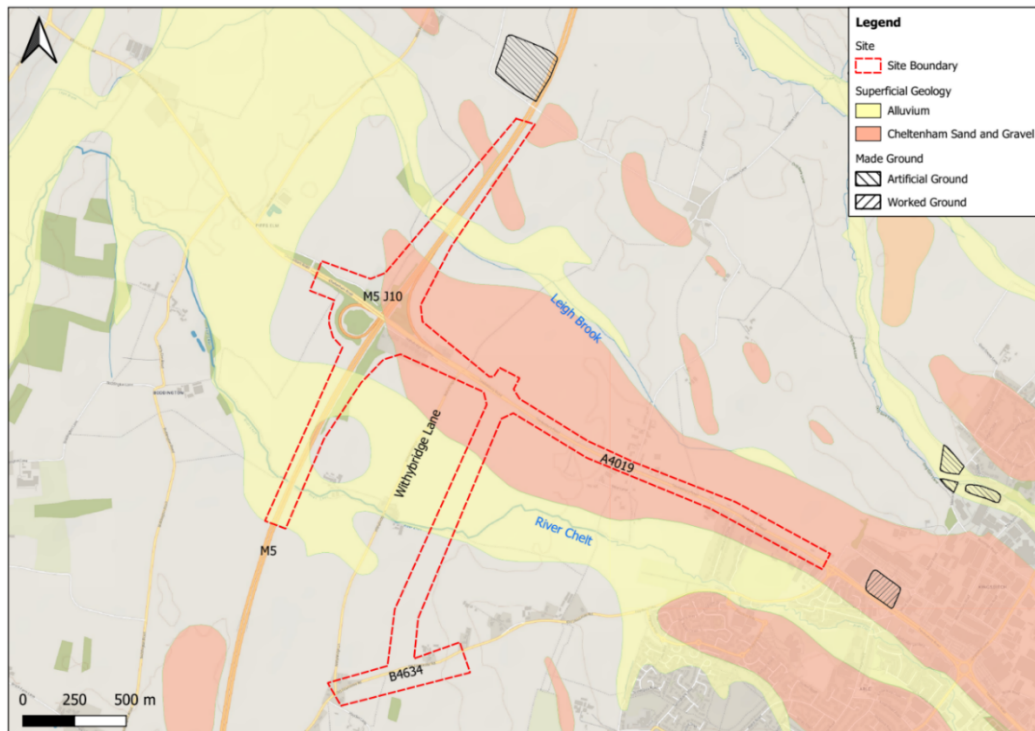 Legend
Site
Site Boundary
Superficial Geology
Alluvium
Cheltenham Sand and Gravel
Made Ground
Artificial Ground
Worked Ground
M5 J10
Leigh Brook
Withybridge Lane
A4019
River Chelt
M5
B4634
0 250 500 m